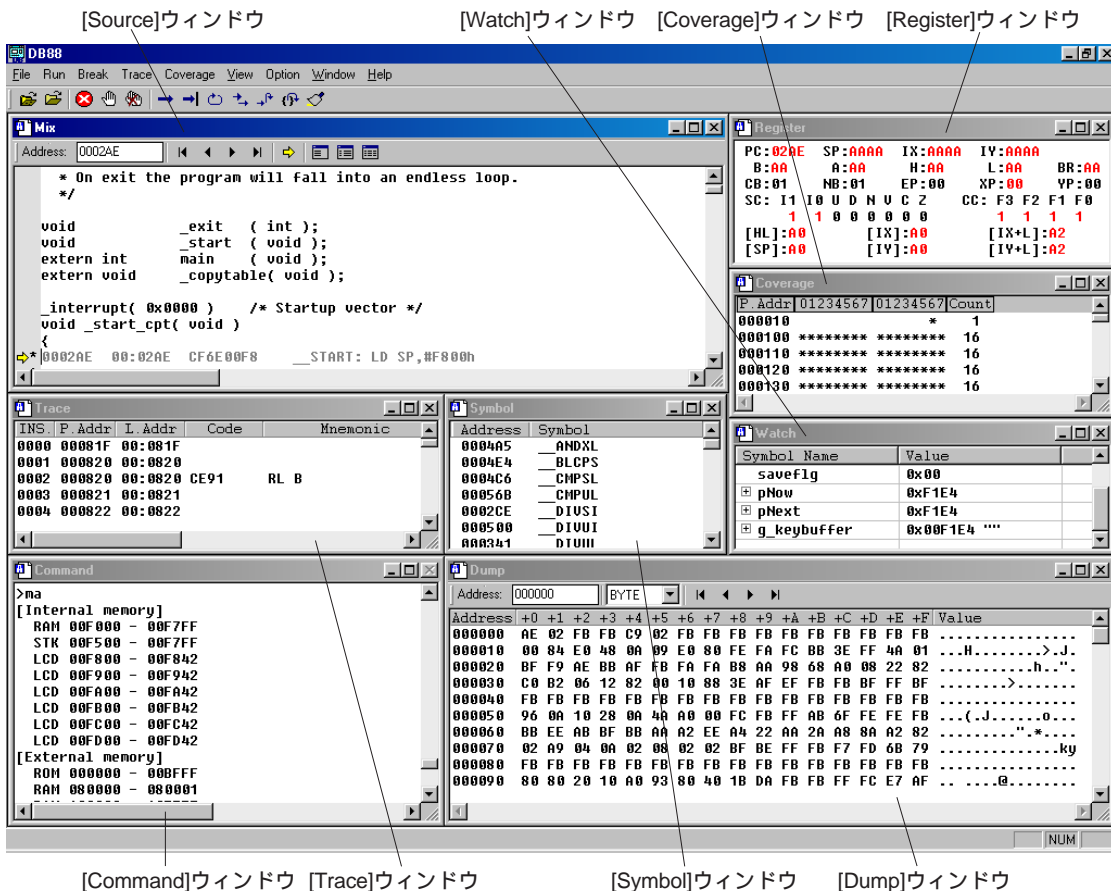 [Source]ウィンドウ [Watch]ウィンドウ [Coverage]ウィンドウ [Register]ウィンドウ
DB88
File Run Break Trace Coverage View Option Window Help
Mix
Address: 0002AE
* On exit the program will fall into an endless loop.
*/
void _exit ( int );
void _start ( void );
extern int main ( void );
extern void _copytable( void );
_interrupt( 0x0000 ) /* Startup vector */
void _start_cpt( void )
{
* 0002AE 00:02AE CF6E00F8 __START: LD SP,#F800h
Register
PC:02AE SP:AAAA IX:AAAA IY:AAAA
B:AA A:AA H:AA L:AA BR:AA
CB:01 NB:01 EP:00 XP:00 YP:00
SC: I1 I0 U D N V C Z CC: F3 F2 F1 F0
1 1 0 0 0 0 0 0 1 1 1 1
[HL]:A0 [IX]:A0 [IX+L]:A2
[SP]:A0 [IY]:A0 [IY+L]:A2
Coverage
P.Addr 01234567 01234567 Count
000010 * 1
000100 ******** ******** 16
000110 ******** ******** 16
000120 ******** ******** 16
000130 ******** ******** 16
Trace
INS. P.Addr L.Addr Code Mnemonic
0000 00081F 00:081F
0001 000820 00:0820
0002 000820 00:0820 CE91 RL B
0003 000821 00:0821
0004 000822 00:0822
Symbol
Address Symbol
0004A5 __ANDXL
0004E4 __BLCPS
0004C6 __CMPSL
00056B __CMPUL
0002CE __DIVSI
000500 __DIVUI
000341
Watch
Symbol Name Value
saveflg 0x00
pNow 0xF1E4
pNext 0xF1E4
g_keybuffer 0x00F1E4 ""
Command
>ma
[Internal memory]
RAM 00F000 - 00F7FF
STK 00F500 - 00F7FF
LCD 00F800 - 00F842
LCD 00F900 - 00F942
LCD 00FA00 - 00FA42
LCD 00FB00 - 00FB42
LCD 00FC00 - 00FC42
LCD 00FD00 - 00FD42
[External memory]
ROM 000000 - 00BFFF
RAM 080000 - 080001
Dump
Address: 000000 BYTE
Address +0 +1 +2 +3 +4 +5 +6 +7 +8 +9 +A +B +C +D +E +F Value
000000 AE 02 FB FB C9 02 FB FB FB FB FB FB FB FB FB FB ................
000010 00 84 E0 48 0A 09 E0 80 FE FA FC BB 3E FF 4A 01 ...H........>.J.
000020 BF F9 AE BB AF FB FA FA B8 AA 98 68 A0 08 22 82 ...........h..".
000030 C0 B2 06 12 82 00 10 88 3E AF EF FB FB BF FF BF ........>.......
000040 FB FB FB FB FB FB FB FB FB FB FB FB FB FB FB FB ................
000050 96 0A 10 28 0A 4A A0 00 FC FB FF AB 6F FE FE FB ...(.J......o...
000060 BB EE AB BF BB AA A2 EE A4 22 AA 2A A8 8A A2 82 .........".*....
000070 02 A9 04 0A 02 08 02 02 BF BE FF FB F7 FD 6B 79 ..............ky
000080 FB FB FB FB FB FB FB FB FB FB FB FB FB FB FB FB ................
000090 80 80 20 10 A0 93 80 40 1B DA FB FB FF FC E7 AF .. ....@........
NUM
[Command]ウィンドウ [Trace]ウィンドウ [Symbol]ウィンドウ [Dump]ウィンドウ